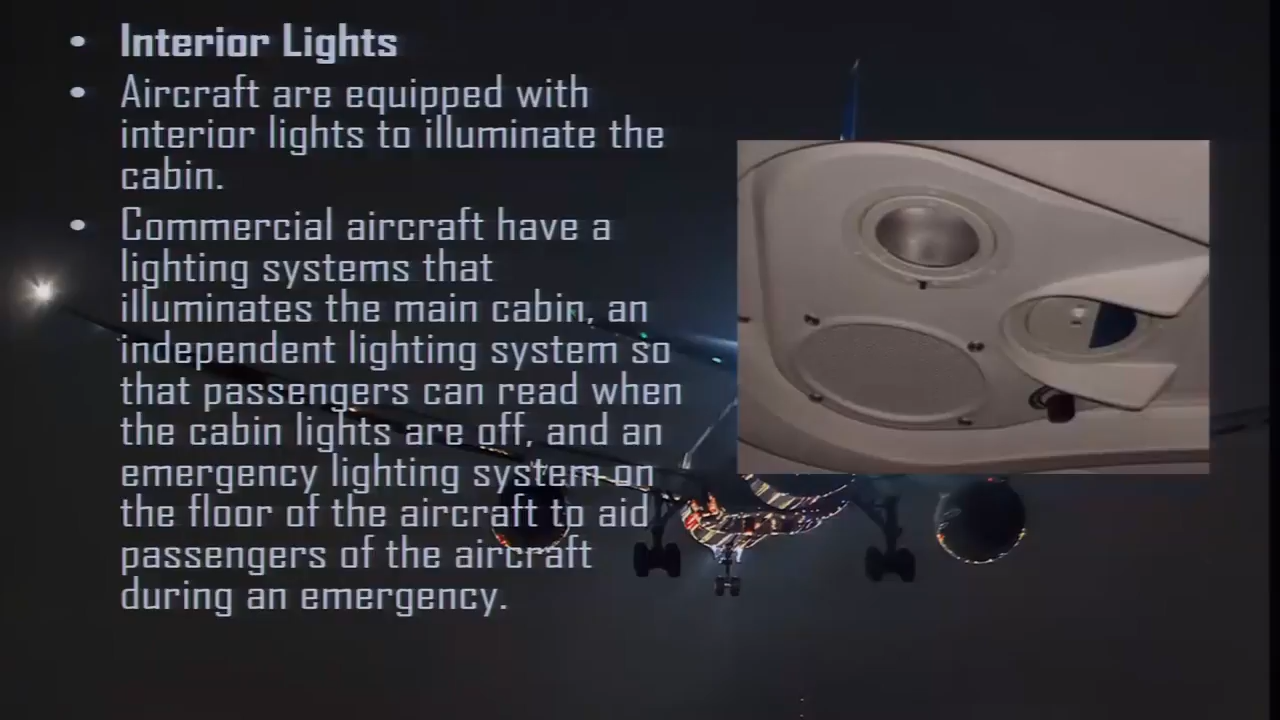 • Interior Lights
• Aircraft are equipped with
interior lights to illuminate the
cabin.
• Commercial aircraft have a
lighting systems that
illuminates the main cabin, an
independent lighting system so
that passengers can read when
the cabin lights are off, and an
emergency lighting system on
the floor of the aircraft to aid
passengers of the aircraft
during an emergency.